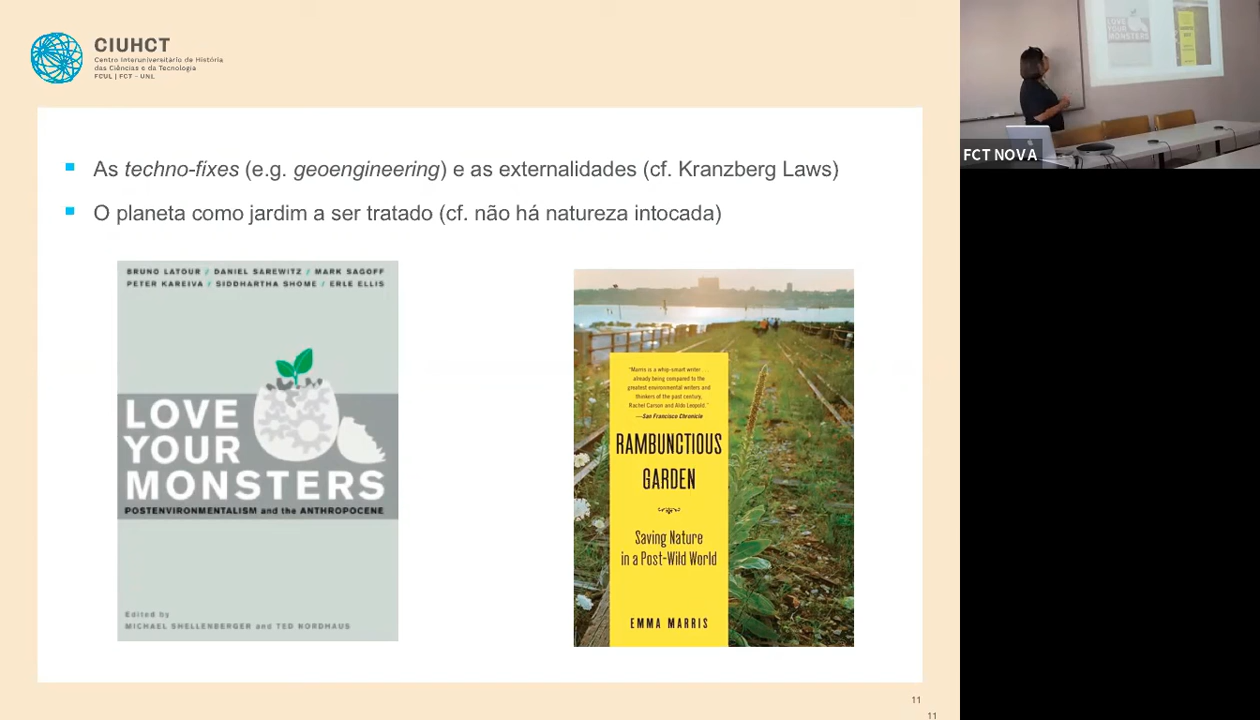 CIUHCT
Centro Interuniversitário de História
das Ciências e da Tecnologia
FCUL | FCT - UNL
As techno-fixes (e.g. geoengineering) e as externalidades (cf. Kranzberg Laws)
O planeta como jardim a ser tratado (cf. não há natureza intocada)
BRUNO LATOUR / DANIEL SAREWITZ / MARK SAGOFF
PETER KAREIVA / SIDDHARTHA SHOME / ERLE ELLIS
LOVE
YOUR
MONSTERS
POSTENVIRONMENTALISM and the ANTHROPOCENE
Edited by
MICHAEL SHELLENBERGER and TED NORDHAUS
"Marris is a whip-smart writer . . .
already being compared to the
greatest environmental writers and
thinkers of the past century,
Rachel Carson and Aldo Leopold."
—San Francisco Chronicle
RAMBUNCTIOUS
GARDEN
Saving Nature
in a Post-Wild World
EMMA MARRIS
11
11
LOVE
YOUR
MONSTERS
FCT NOVA